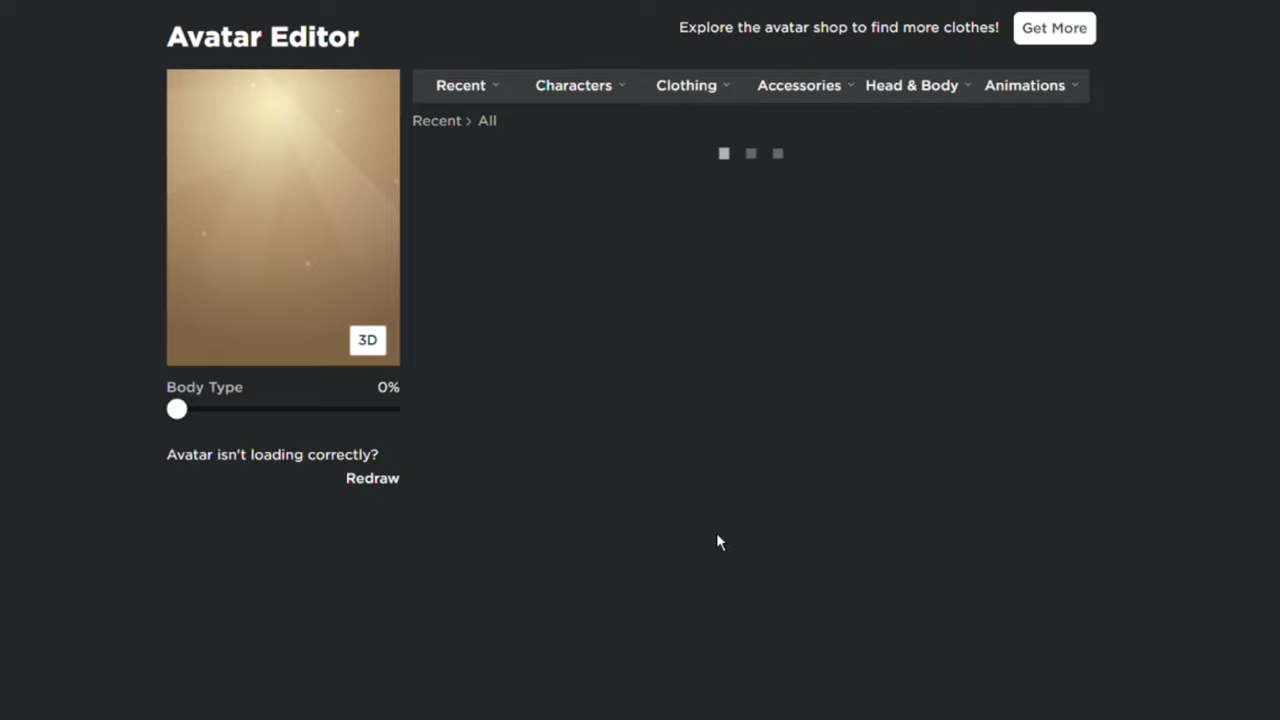 Avatar Editor
Explore the avatar shop to find more clothes!
Get More
Recent
Characters
Clothing
Accessories
Head & Body
Animations
Recent > All
3D
Body Type
0%
Avatar isn't loading correctly?
Redraw